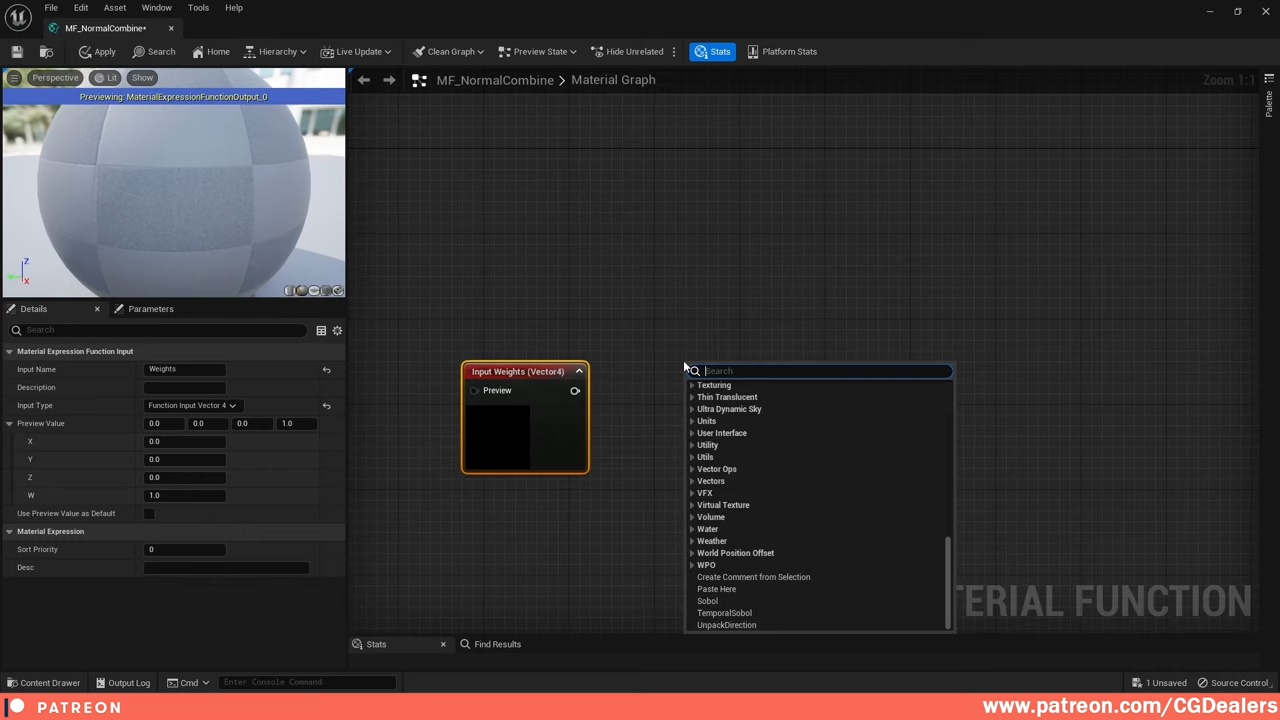 File Edit Asset Window Tools Help
MF_NormalCombine*
Apply Search Home Hierarchy Live Update Clean Graph Preview State Hide Unrelated Stats Platform Stats
Perspective Lit Show
MF_NormalCombine > Material Graph Zoom 1:1
Palette
Previewing: MaterialExpressionFunctionOutput_0
Z
X
Details Parameters
Search
Material Expression Function Input
Input Name Weights
Description
Input Type Function Input Vector 4
Preview Value 0.0 0.0 0.0 1.0
X 0.0
Y 0.0
Z 0.0
W 1.0
Use Preview Value as Default
Material Expression
Sort Priority 0
Desc
Input Weights (Vector4)
Preview
Search
Texturing
Thin Translucent
Ultra Dynamic Sky
Units
User Interface
Utility
Utils
Vector Ops
Vectors
VFX
Virtual Texture
Volume
Water
Weather
World Position Offset
WPO
Create Comment from Selection
Paste Here
Sobol
TemporalSobol
UnpackDirection
TERIAL FUNCTION
Stats Find Results
Content Drawer Output Log Cmd Enter Console Command 1 Unsaved Source Control
PATREON www.patreon.com/CGDealers